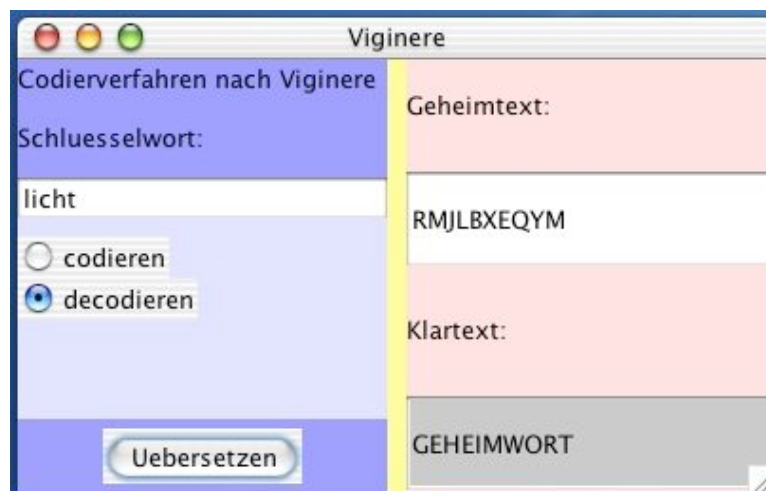 Viginere
Codierverfahren nach Viginere
Schluesselwort:
licht
codieren
decodieren
Uebersetzen
Geheimtext:
RMJLBXEQYM
Klartext:
GEHEIMWORT